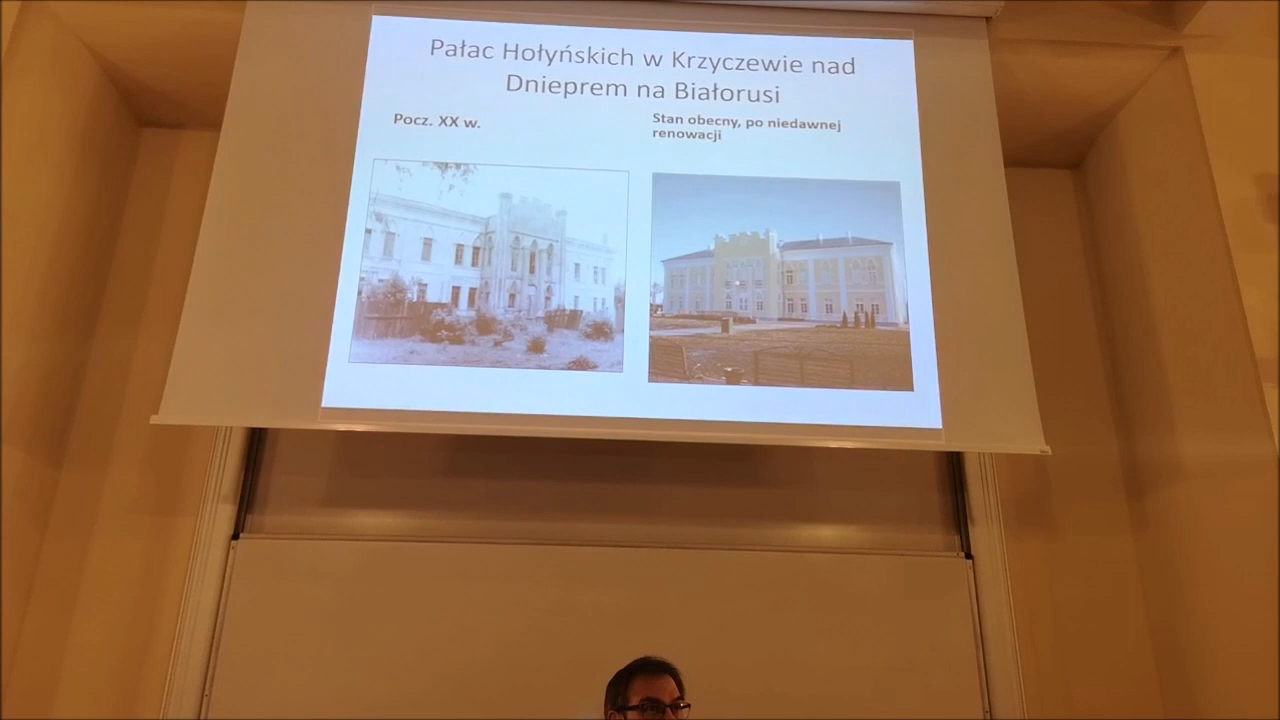 Pałac Hołyńskich w Krzyczewie nad
Dnieprem na Białorusi
Pocz. XX w.
Stan obecny, po niedawnej
renowacji